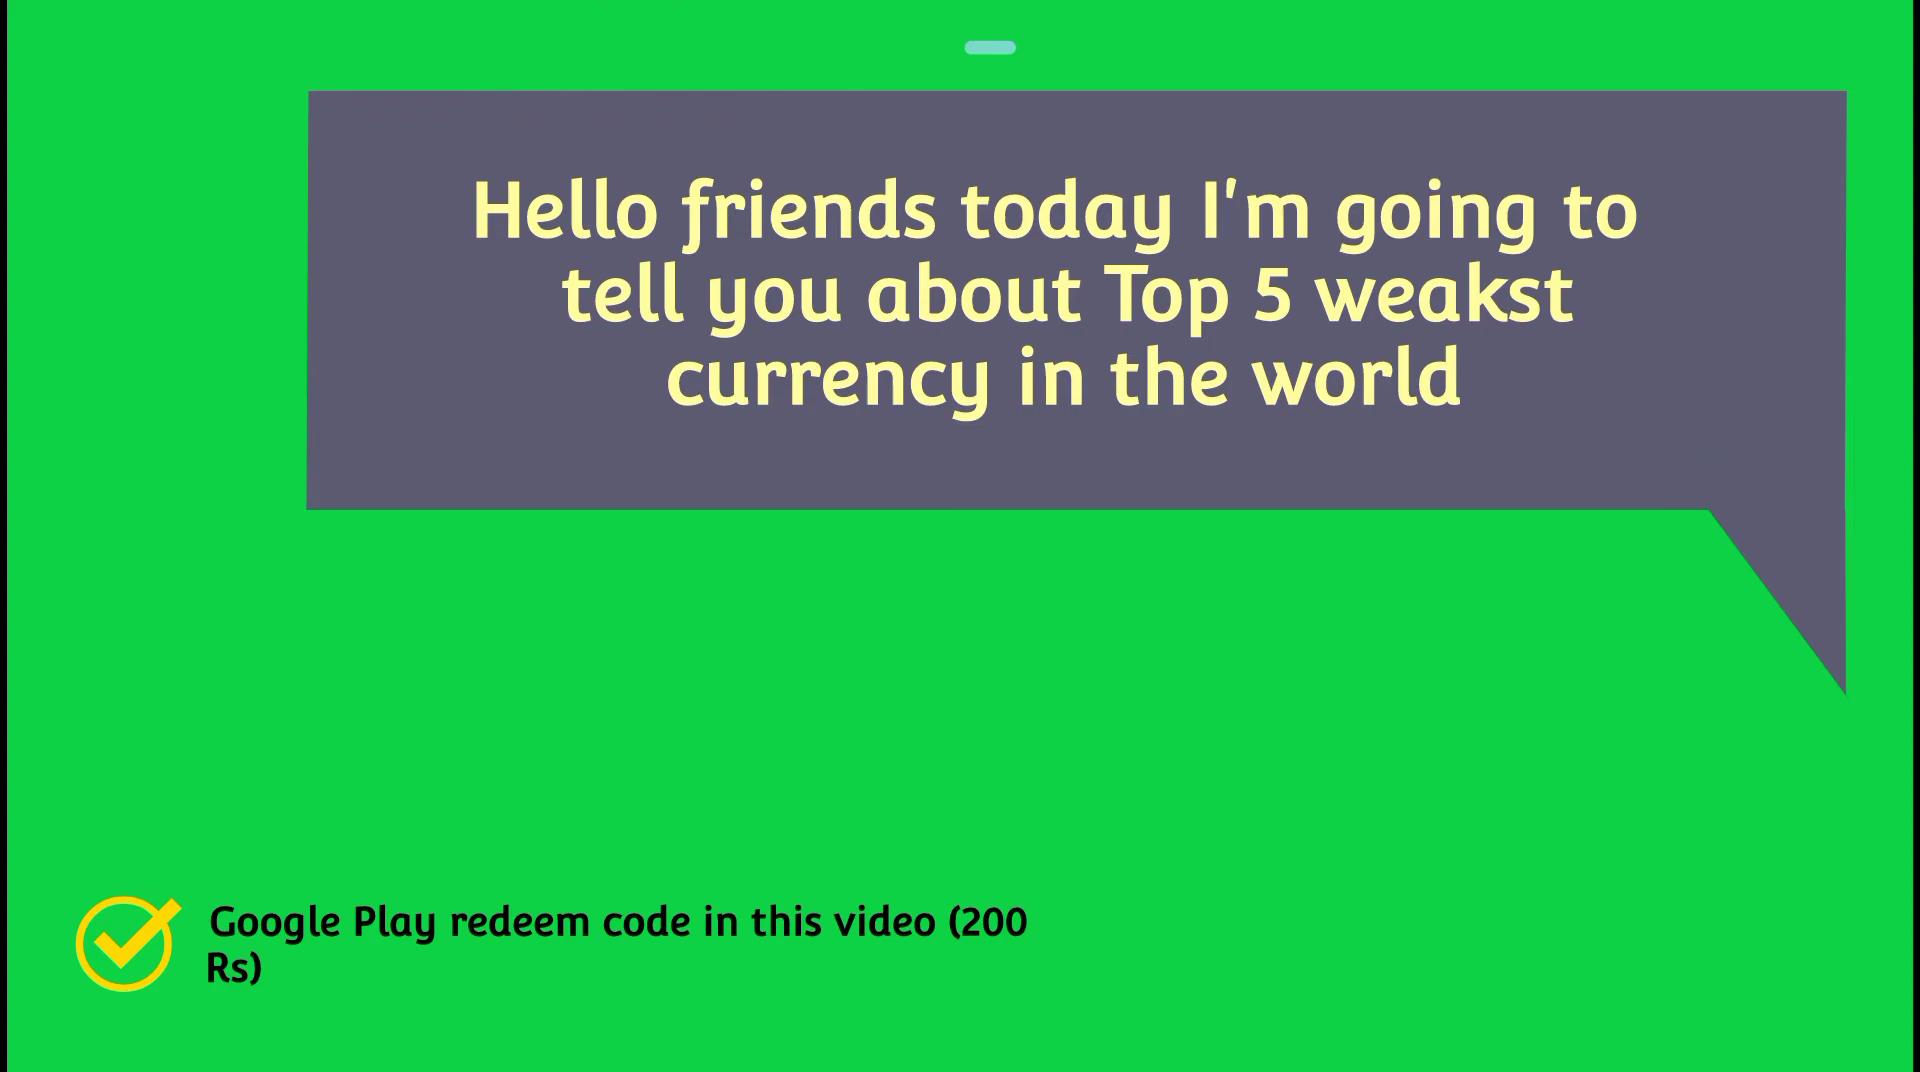 Hello friends today I'm going to
tell you about Top 5 weakst
currency in the world
Google Play redeem code in this video (200
Rs)